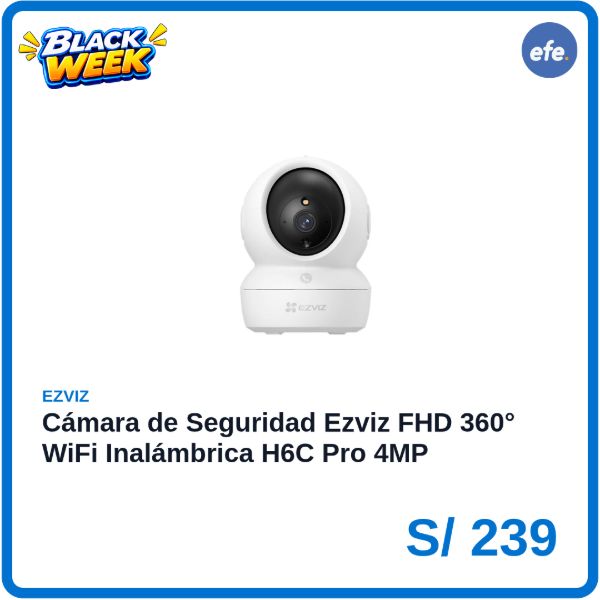 BLACK
WEEK
efe.
EZVIZ
EZVIZ
Cámara de Seguridad Ezviz FHD 360°
WiFi Inalámbrica H6C Pro 4MP
S/ 239